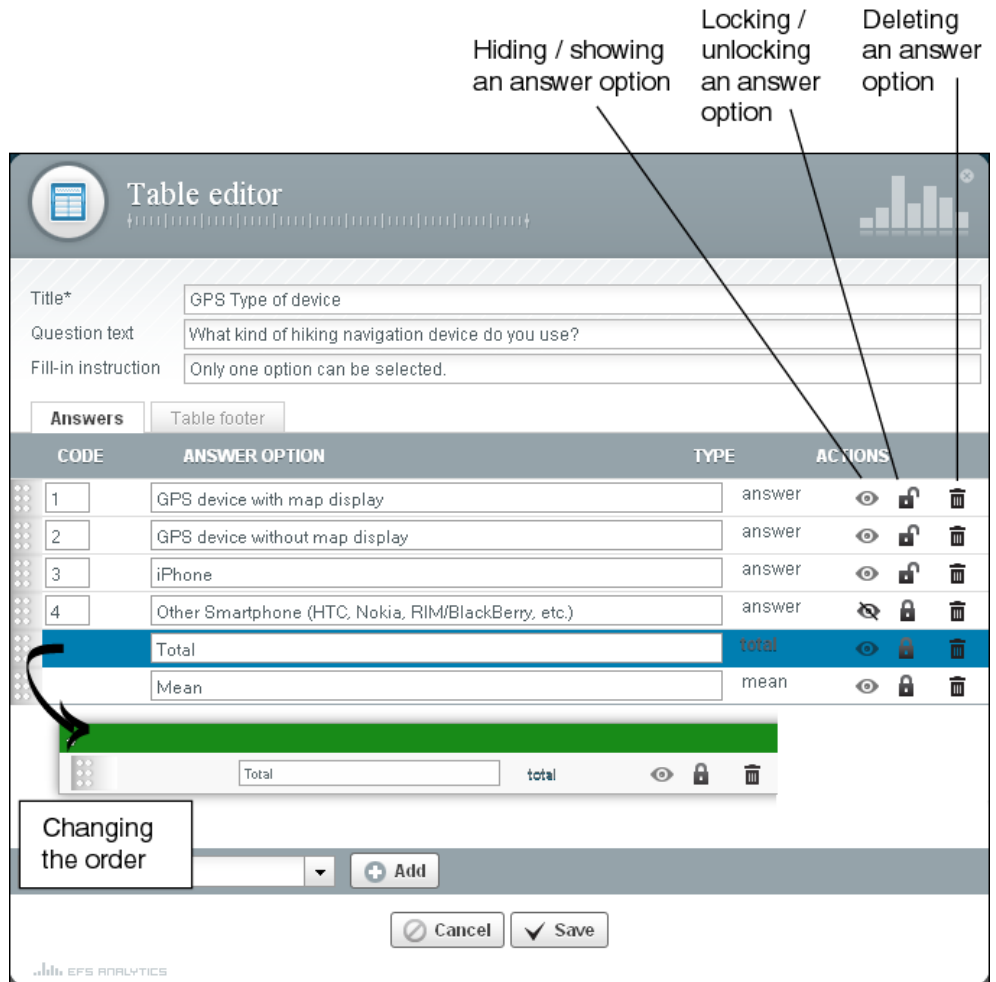 Hiding / showing
an answer option
Locking /
unlocking
an answer
option
Deleting
an answer
option
Table editor
Title*
GPS Type of device
Question text
What kind of hiking navigation device do you use?
Fill-in instruction
Only one option can be selected.
Answers
Table footer
CODE ANSWER OPTION TYPE ACTIONS
1 GPS device with map display answer
2 GPS device without map display answer
3 iPhone answer
4 Other Smartphone (HTC, Nokia, RIM/BlackBerry, etc.) answer
Total total
Mean mean
Total total
Changing
the order
Add
Cancel Save
EFS ANALYTICS